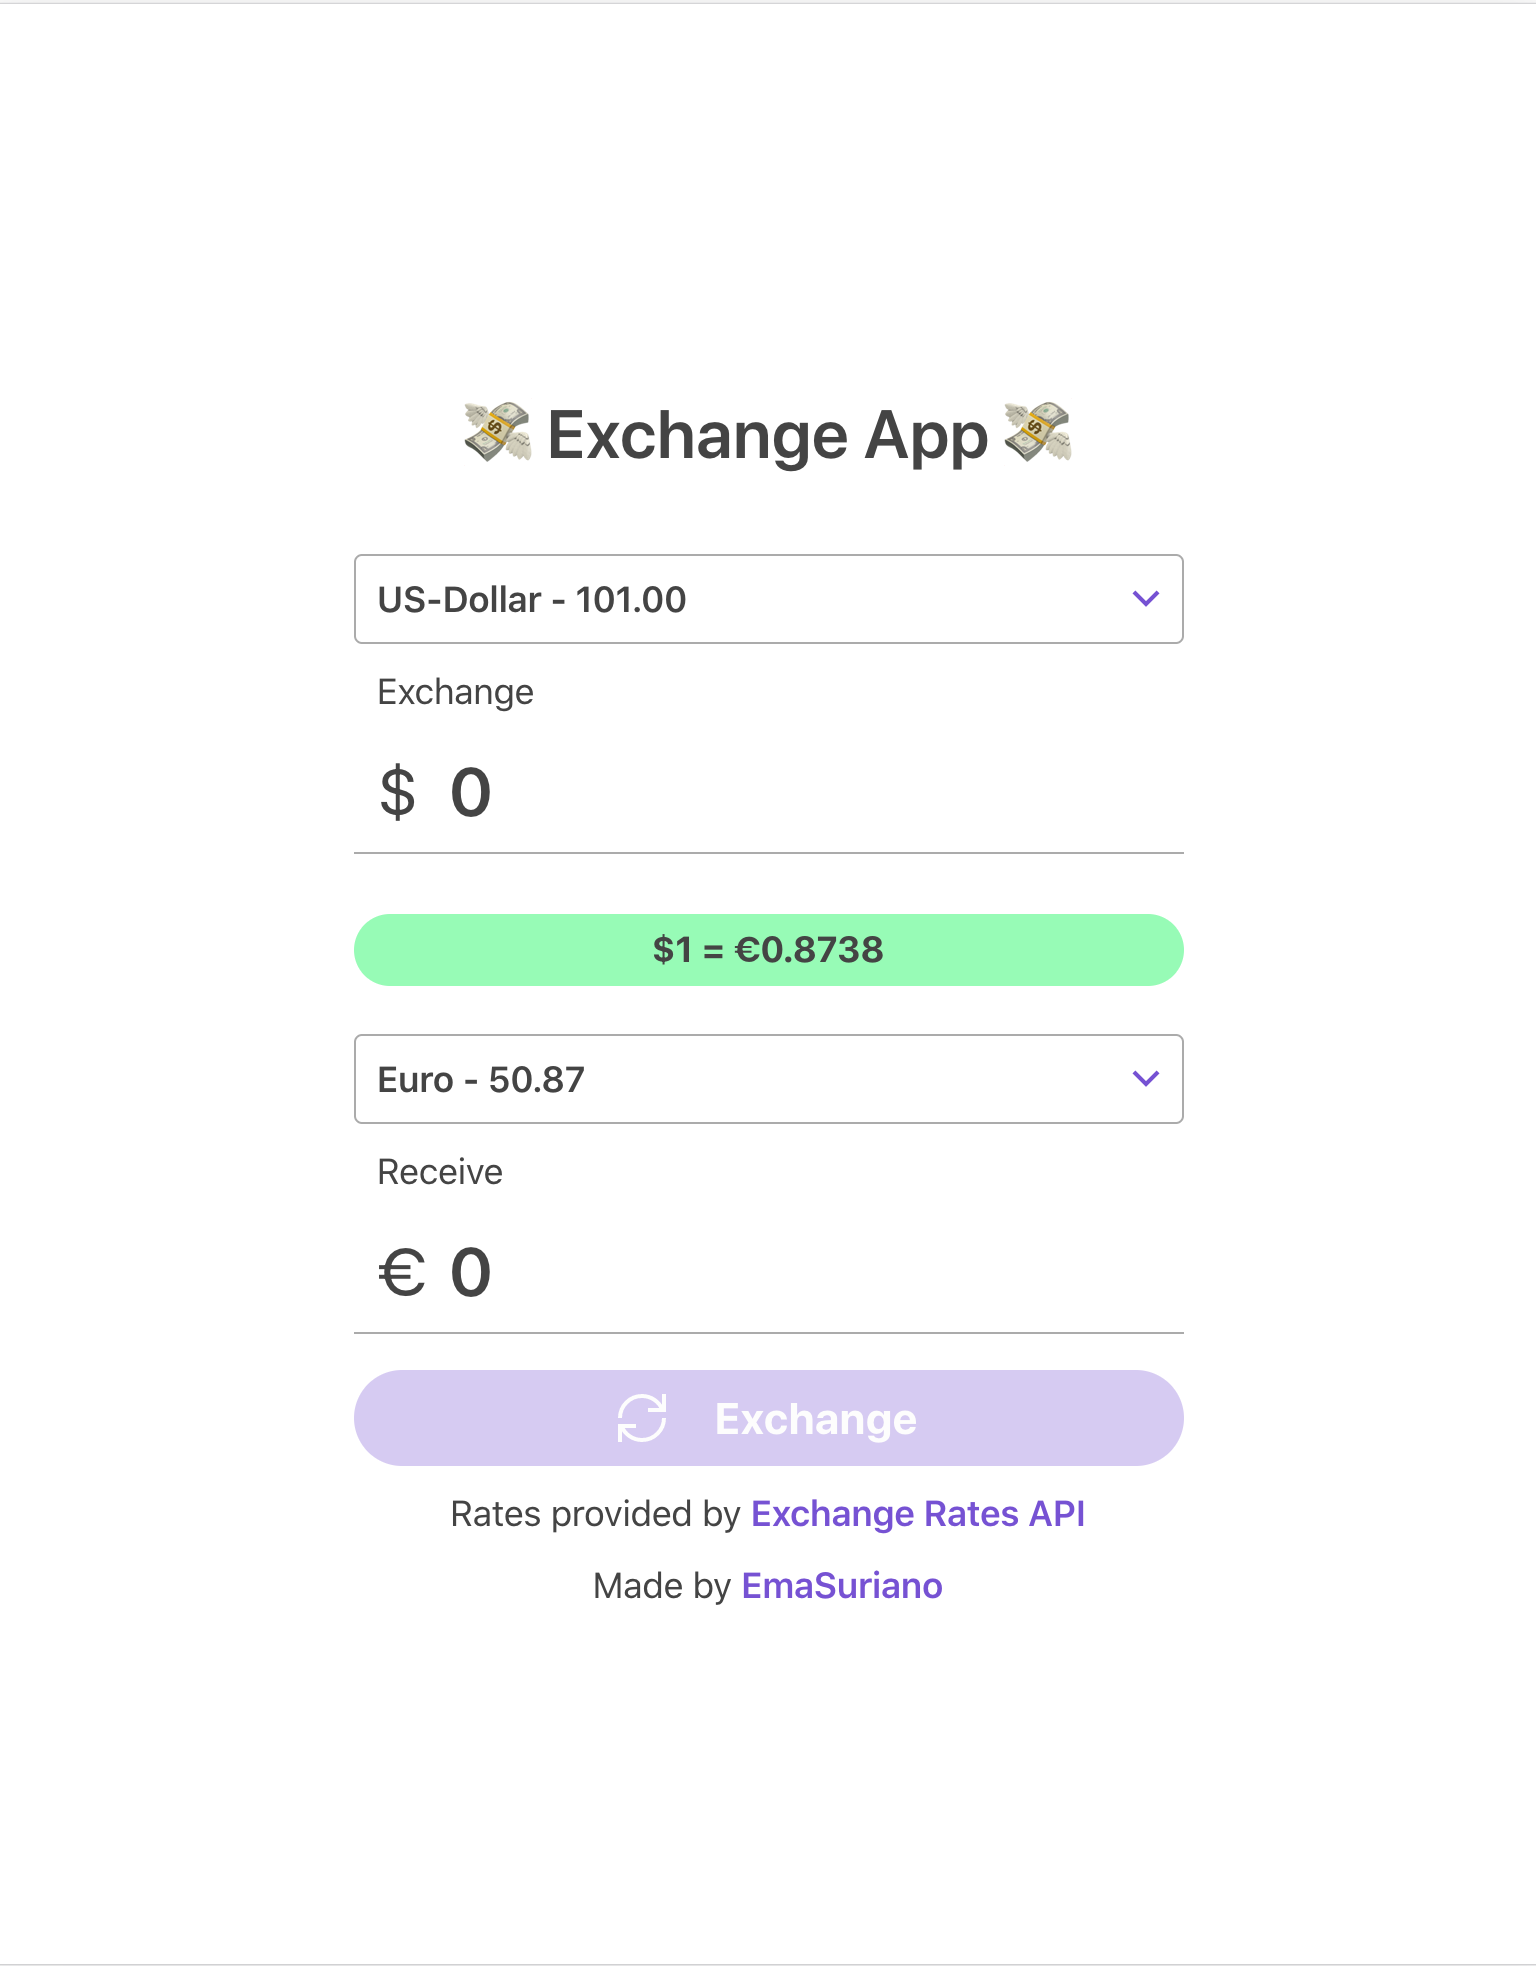 💸 Exchange App 💸
US-Dollar - 101.00
Exchange
$ 0
$1 = €0.8738
Euro - 50.87
Receive
€ 0
Exchange
Rates provided by Exchange Rates API
Made by EmaSuriano